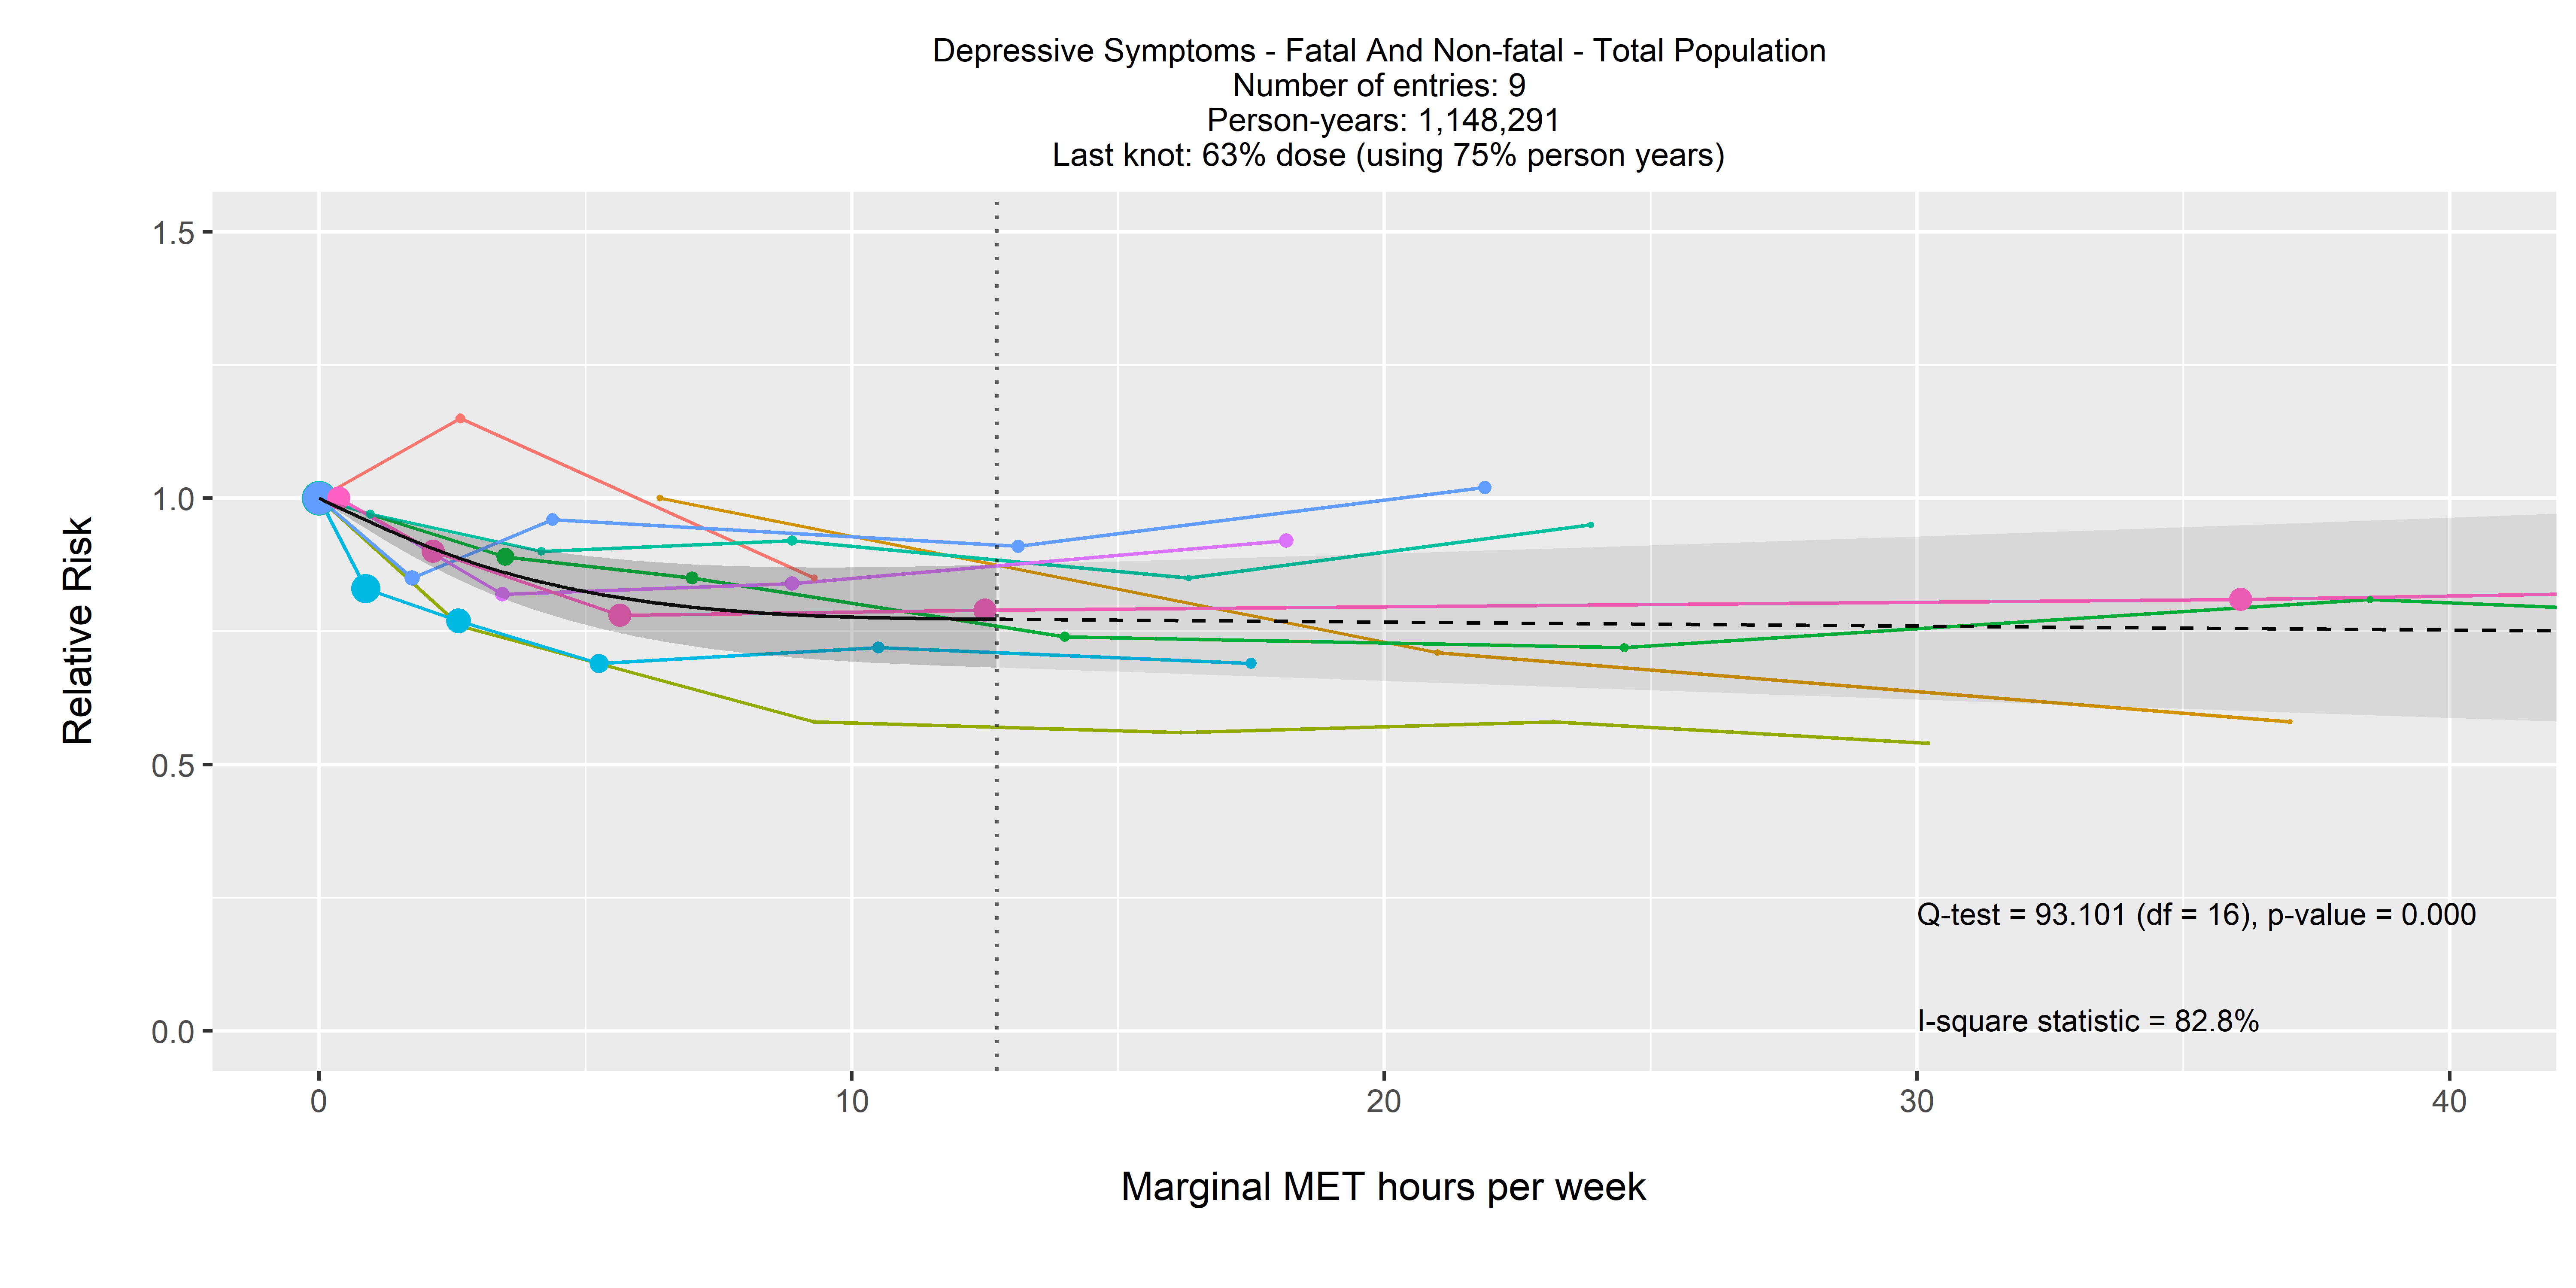 Depressive Symptoms - Fatal And Non-fatal - Total Population
Number of entries: 9
Person-years: 1,148,291
Last knot: 63% dose (using 75% person years)
1.5
1.0
0.5
0.0
Relative Risk
Q-test = 93.101 (df = 16), p-value = 0.000
I-square statistic = 82.8%
0 10 20 30 40
Marginal MET hours per week